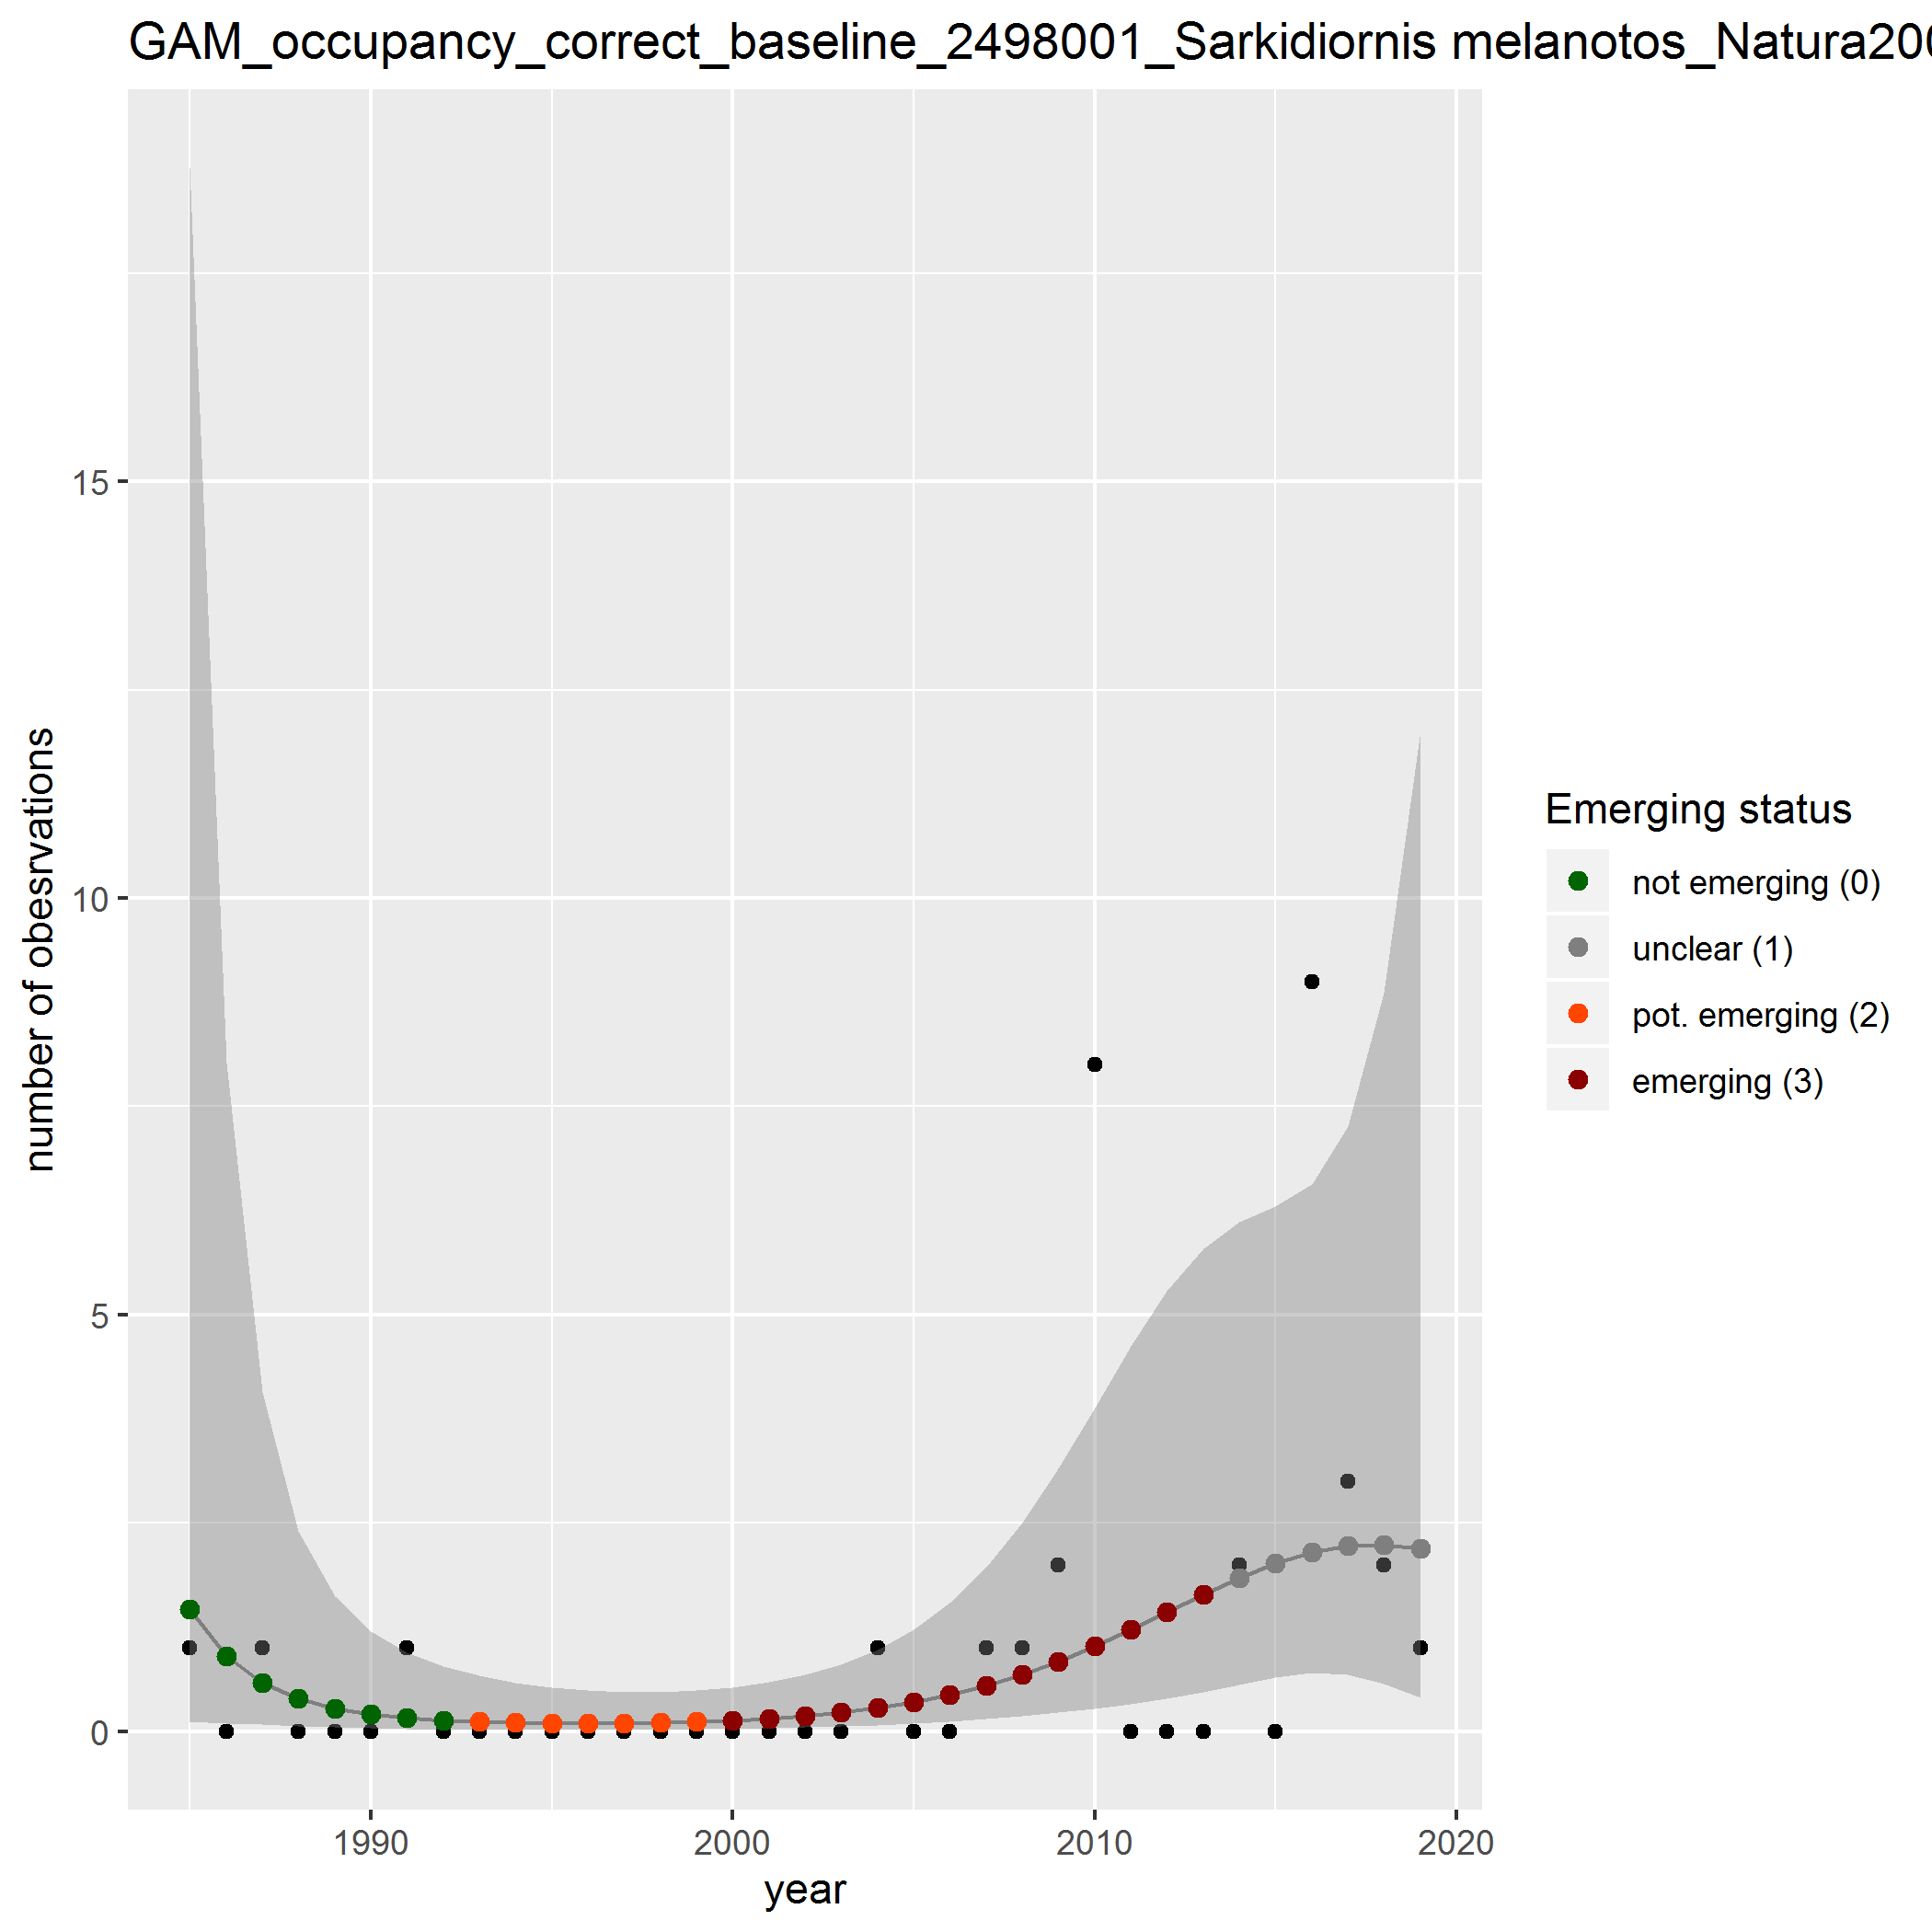 GAM_occupancy_correct_baseline_2498001_Sarkidiornis melanotos_Natura200
number of obesrvations
15
10
5
0
1990
2000
2010
2020
year
Emerging status
not emerging (0)
unclear (1)
pot. emerging (2)
emerging (3)